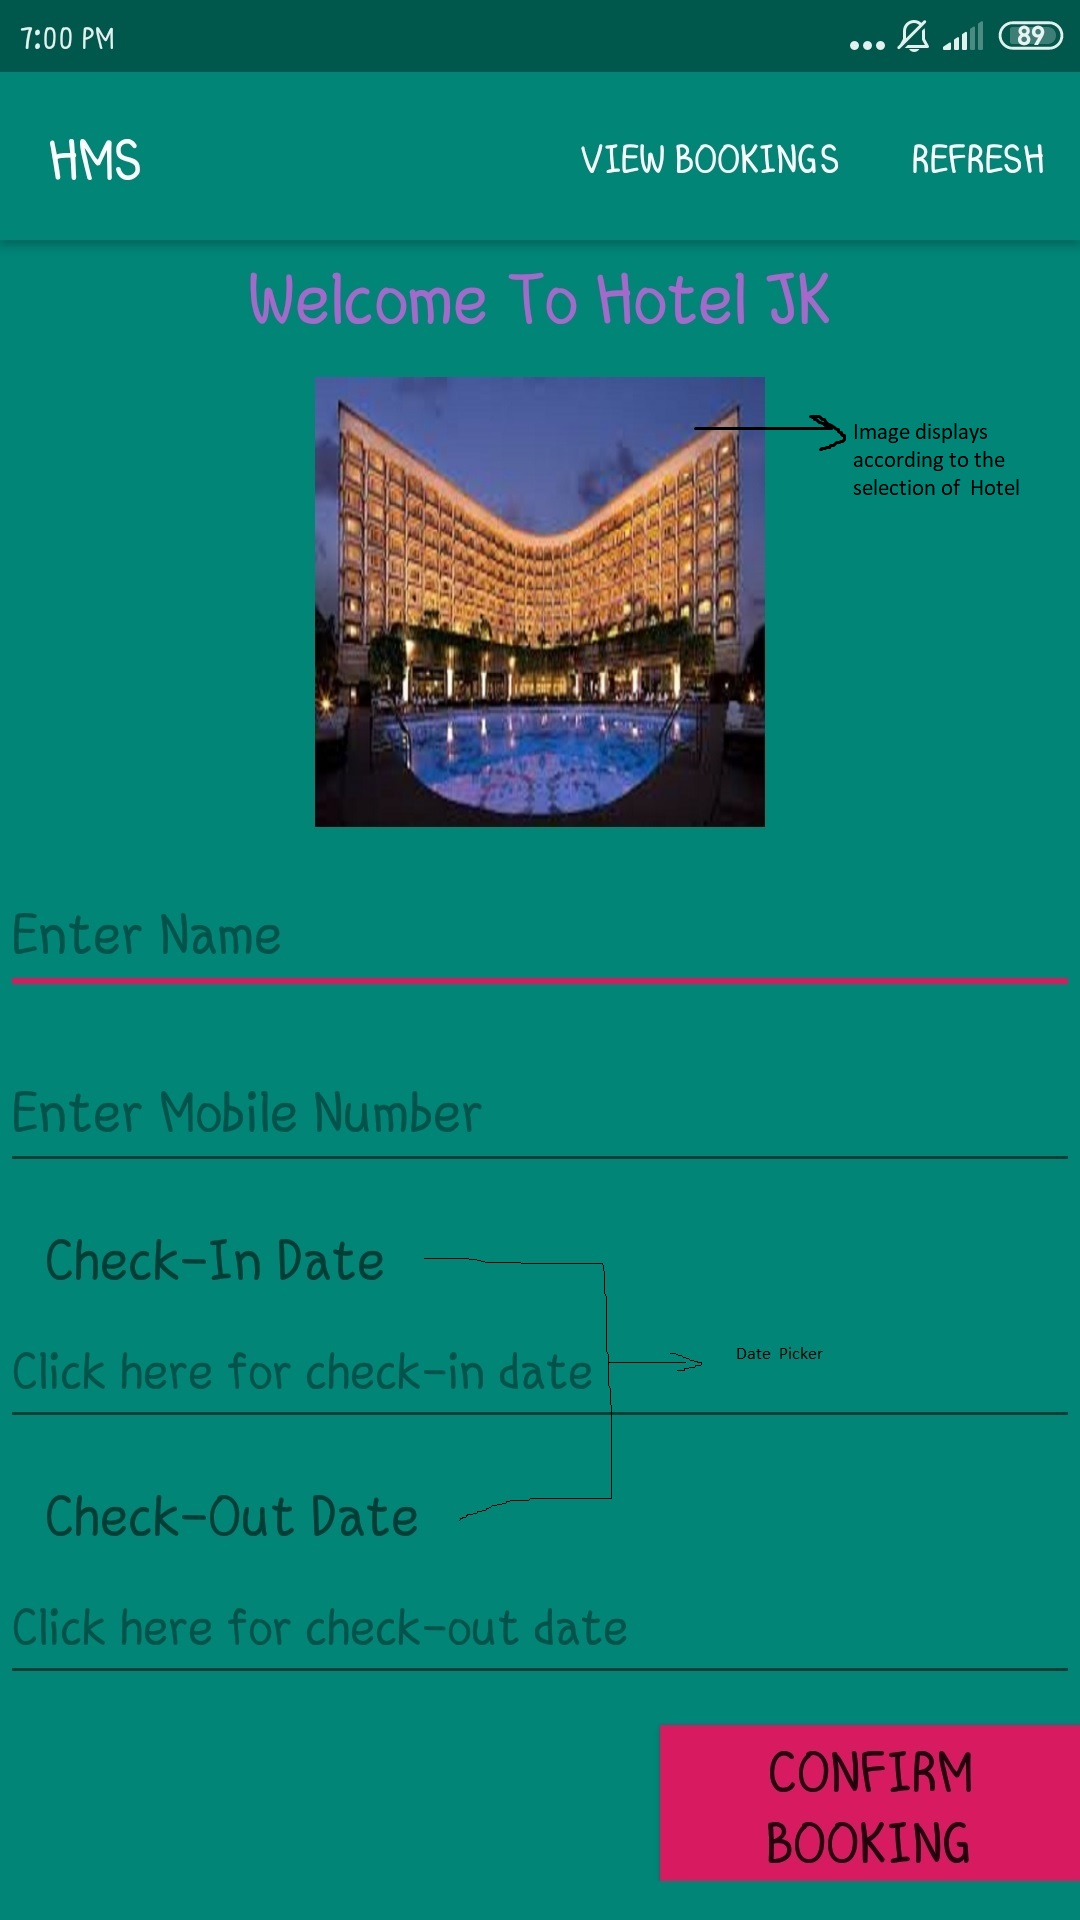 7:00 PM
89
HMS
VIEW BOOKINGS
REFRESH
Welcome To Hotel JK
Image displays
according to the
selection of Hotel
Enter Name
Enter Mobile Number
Check-In Date
Date Picker
Click here for check-in date
Check-Out Date
Click here for check-out date
CONFIRM
BOOKING